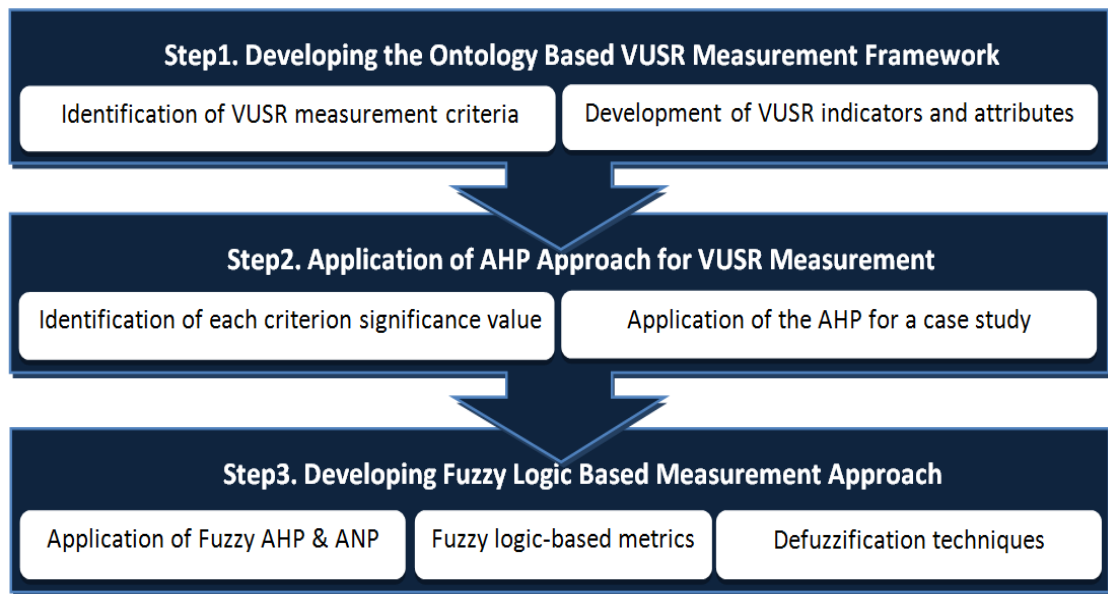 Step1. Developing the Ontology Based VUSR Measurement Framework
Identification of VUSR measurement criteria
Development of VUSR indicators and attributes
Step2. Application of AHP Approach for VUSR Measurement
Identification of each criterion significance value
Application of the AHP for a case study
Step3. Developing Fuzzy Logic Based Measurement Approach
Application of Fuzzy AHP & ANP
Fuzzy logic-based metrics
Defuzzification techniques